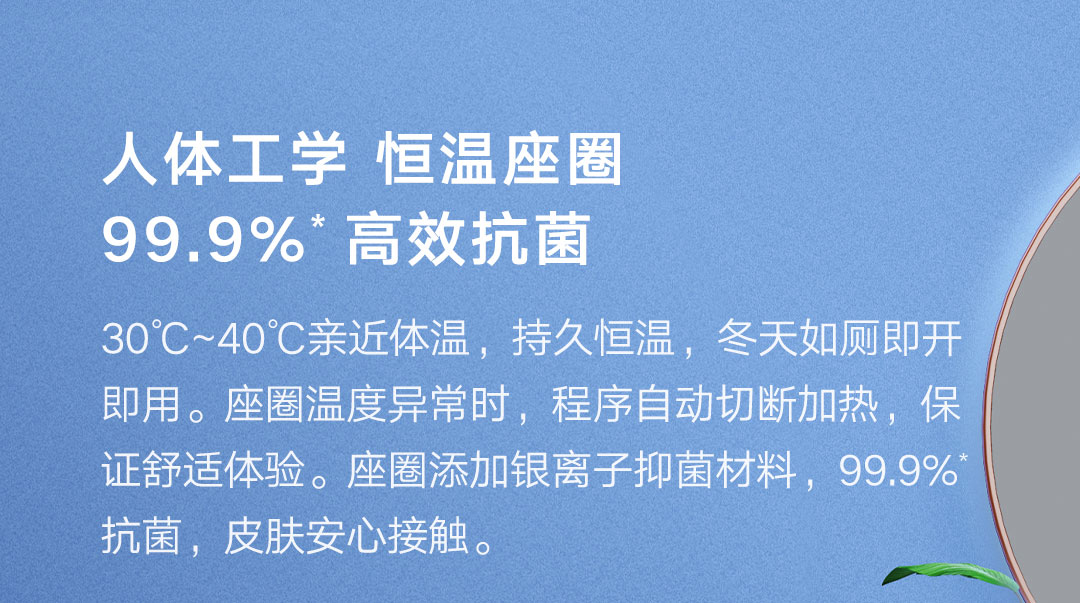 人体工学 恒温座圈
99.9%* 高效抗菌
30℃~40℃亲近体温，持久恒温，冬天如厕即开
即用。座圈温度异常时，程序自动切断加热，保
证舒适体验。座圈添加银离子抑菌材料，99.9%*
抗菌，皮肤安心接触。